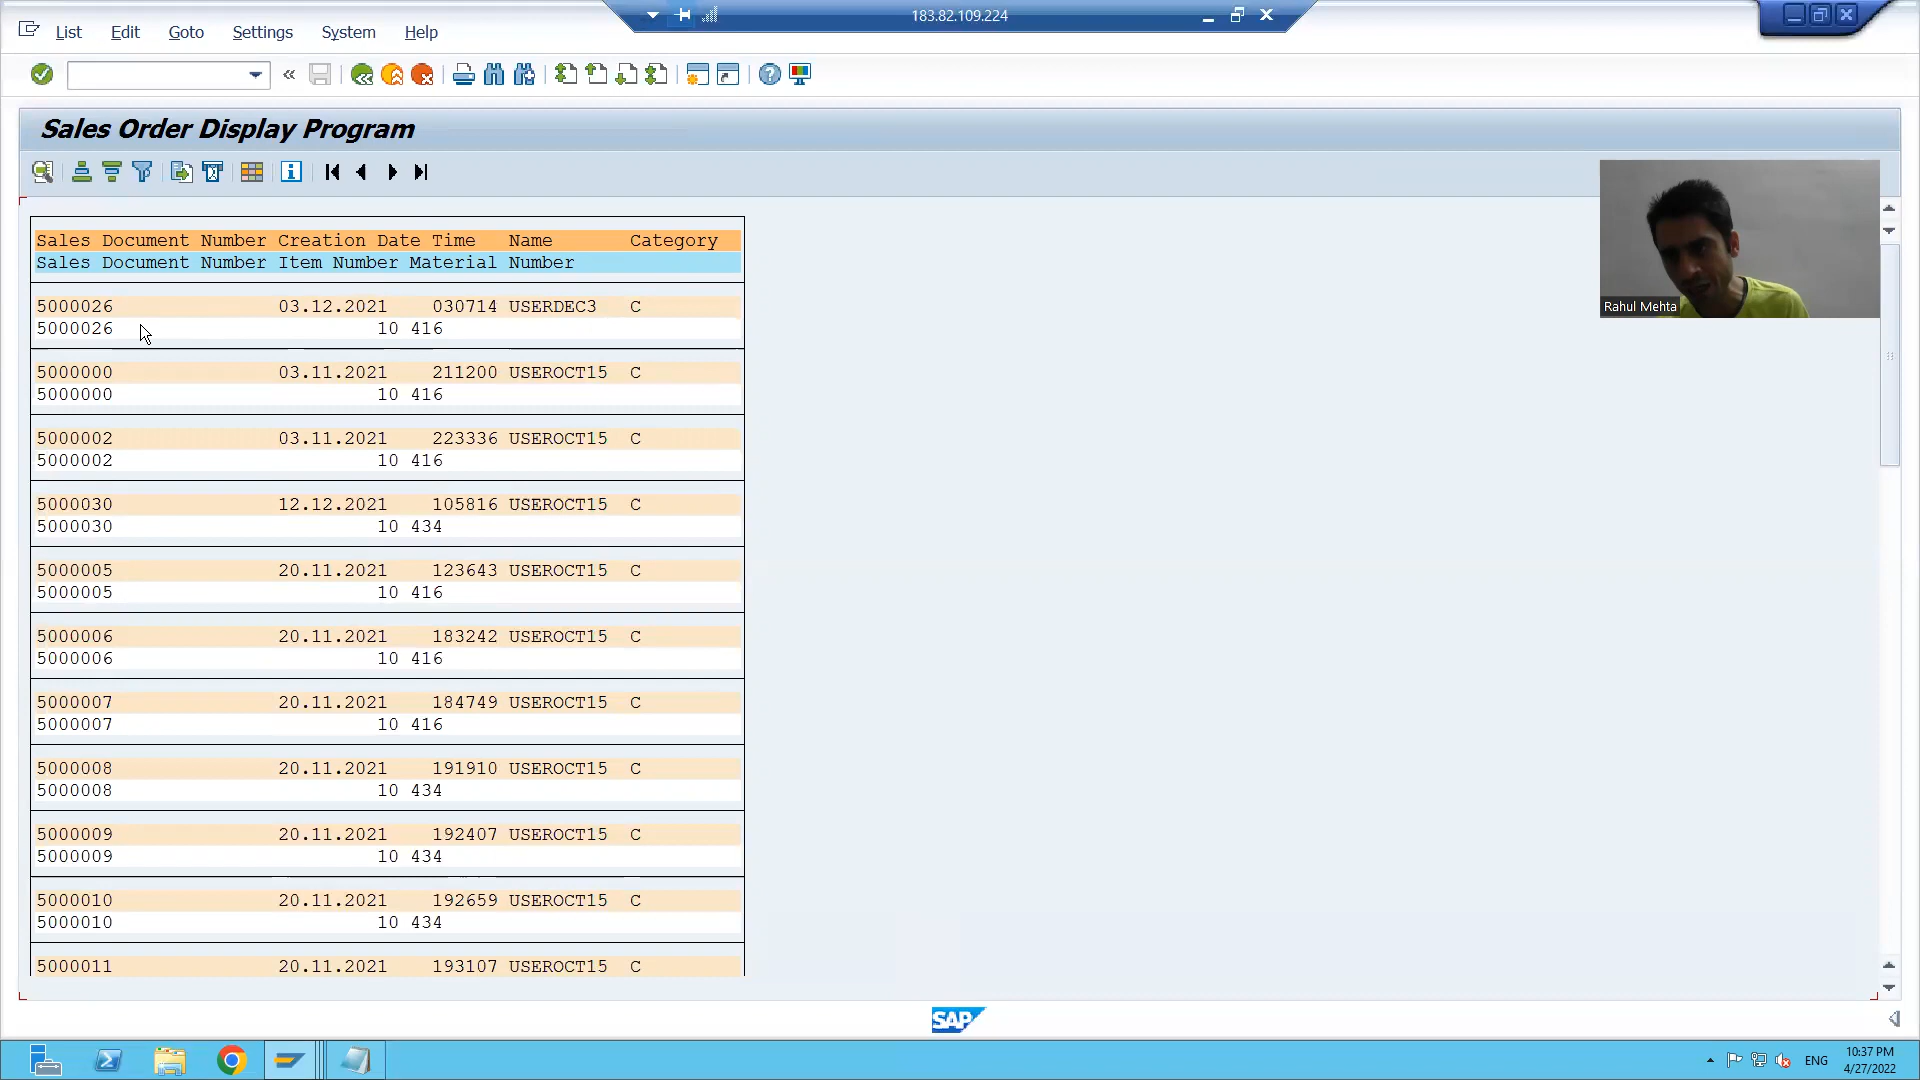 183.82.109.224
List Edit Goto Settings System Help
Sales Order Display Program
Rahul Mehta
Sales Document Number Creation Date Time Name Category
Sales Document Number Item Number Material Number
5000026 03.12.2021 030714 USERDEC3 C
5000026 10 416
5000000 03.11.2021 211200 USEROCT15 C
5000000 10 416
5000002 03.11.2021 223336 USEROCT15 C
5000002 10 416
5000030 12.12.2021 105816 USEROCT15 C
5000030 10 434
5000005 20.11.2021 123643 USEROCT15 C
5000005 10 416
5000006 20.11.2021 183242 USEROCT15 C
5000006 10 416
5000007 20.11.2021 184749 USEROCT15 C
5000007 10 416
5000008 20.11.2021 191910 USEROCT15 C
5000008 10 434
5000009 20.11.2021 192407 USEROCT15 C
5000009 10 434
5000010 20.11.2021 192659 USEROCT15 C
5000010 10 434
5000011 20.11.2021 193107 USEROCT15 C
SAP
ENG
10:37 PM
4/27/2022